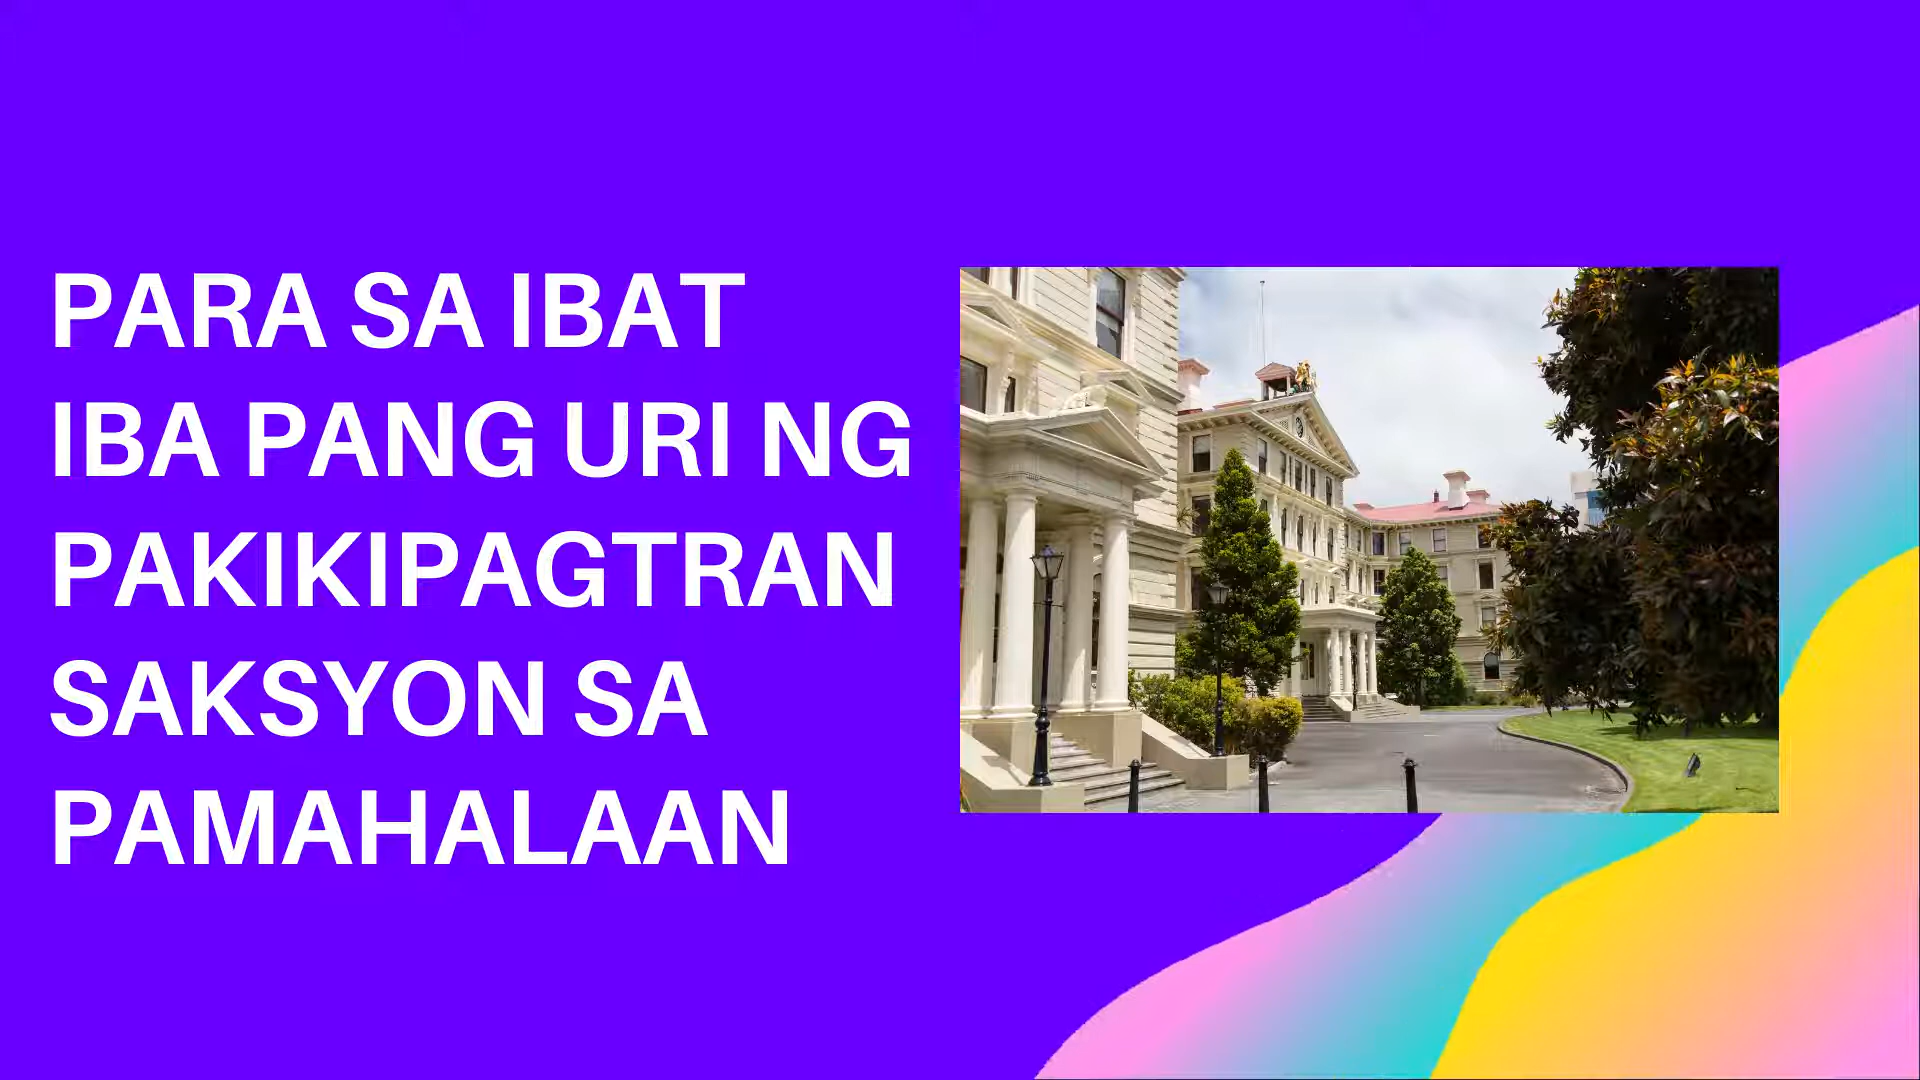 PARA SA IBAT
IBA PANG URI NG
PAKIKIPAGTRAN
SAKSYON SA
PAMAHALAAN